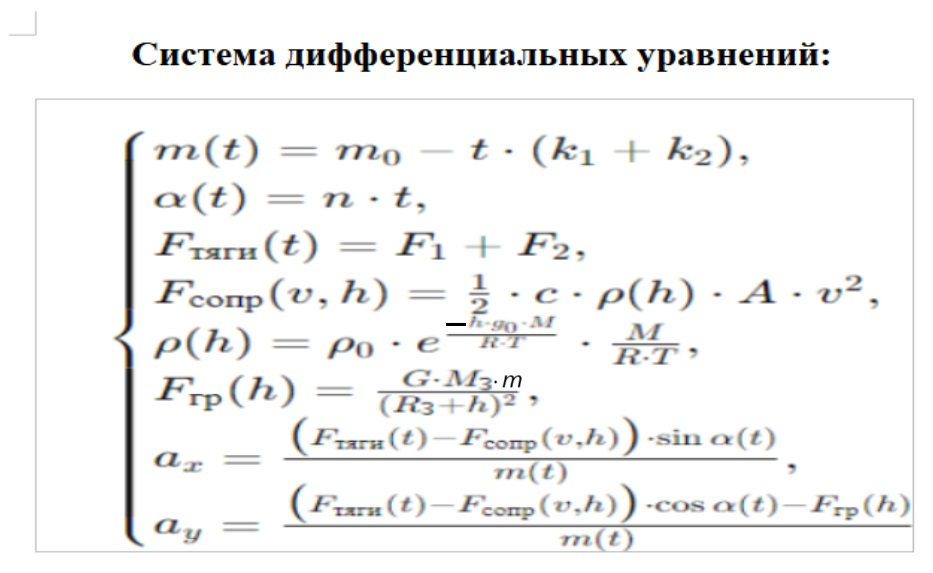 Система дифференциальных уравнений:
m(t) = m₀ − t · (k₁ + k₂),
α(t) = n · t,
Fтяги(t) = F₁ + F₂,
Fсопр(v, h) = 1/2 · c · ρ(h) · A · v²,
ρ(h) = ρ₀ · e^(−h·g₀·M/R·T) · M/R·T,
Fгр(h) = G·M₃·m/(R₃+h)²,
aₓ = (Fтяги(t)−Fсопр(v,h))·sin α(t)/m(t),
a_y = (Fтяги(t)−Fсопр(v,h))·cos α(t)−Fгр(h)/m(t)